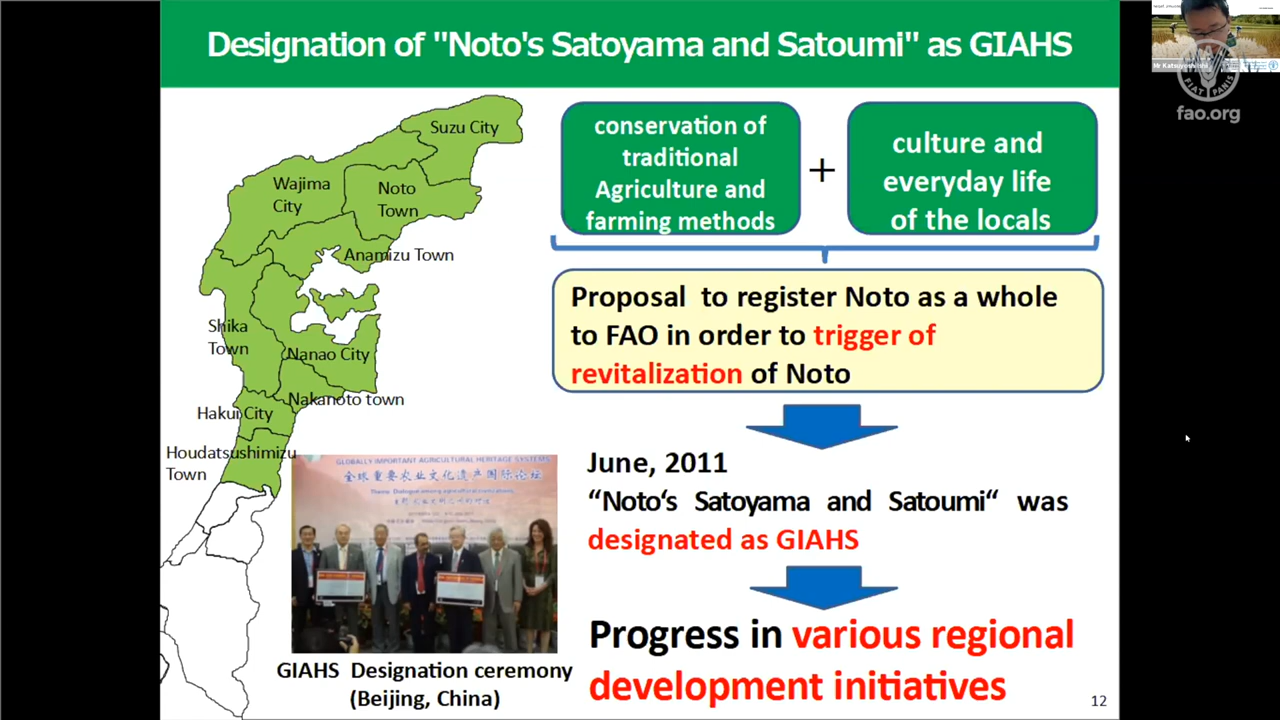 Designation of "Noto's Satoyama and Satoumi" as GIAHS
Suzu City
Wajima
City
Noto
Town
Anamizu Town
Shika
Town
Nanao City
Nakanoto town
Hakui City
Houdatsushimizu
Town
conservation of
traditional
Agriculture and
farming methods
+
culture and
everyday life
of the locals
Proposal to register Noto as a whole
to FAO in order to trigger of
revitalization of Noto
June, 2011
“Noto‘s Satoyama and Satoumi“ was
designated as GIAHS
Progress in various regional
development initiatives
GLOBALLY IMPORTANT AGRICULTURAL HERITAGE SYSTEMS
全球重要农业文化遗产国际论坛
GIAHS Designation ceremony
(Beijing, China)
12
Mr Katsuyoshi
FIAT PANIS
fao.org